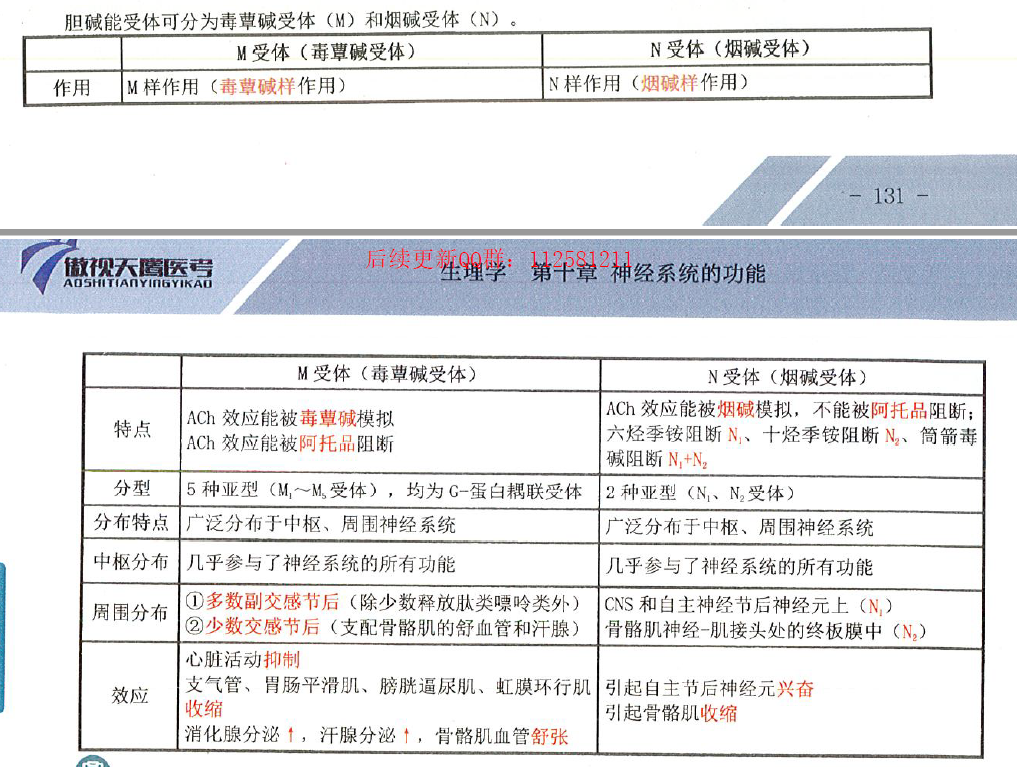 胆碱能受体可分为毒蕈碱受体（M）和烟碱受体（N）。
M 受体（毒蕈碱受体） N 受体（烟碱受体）
作用 M 样作用（毒蕈碱样作用） N 样作用（烟碱样作用）
- 131 -
傲视天鹰医考
AOSHITIANYINGYIKAO
后续更新QQ群：112581211
生理学 第十章 神经系统的功能
M 受体（毒蕈碱受体） N 受体（烟碱受体）
特点
ACh 效应能被毒蕈碱模拟
ACh 效应能被阿托品阻断
ACh 效应能被烟碱模拟，不能被阿托品阻断；
六烃季铵阻断 N₁、十烃季铵阻断 N₂、筒箭毒
碱阻断 N₁+N₂
分型 5 种亚型（M₁～M₅受体），均为 G-蛋白耦联受体 2 种亚型（N₁、N₂受体）
分布特点 广泛分布于中枢、周围神经系统 广泛分布于中枢、周围神经系统
中枢分布 几乎参与了神经系统的所有功能 几乎参与了神经系统的所有功能
周围分布
①多数副交感节后（除少数释放肽类嘌呤类外）
②少数交感节后（支配骨骼肌的舒血管和汗腺）
CNS 和自主神经节后神经元上（N₁）
骨骼肌神经-肌接头处的终板膜中（N₂）
效应
心脏活动抑制
支气管、胃肠平滑肌、膀胱逼尿肌、虹膜环行肌
收缩
消化腺分泌↑，汗腺分泌↑，骨骼肌血管舒张
引起自主节后神经元兴奋
引起骨骼肌收缩